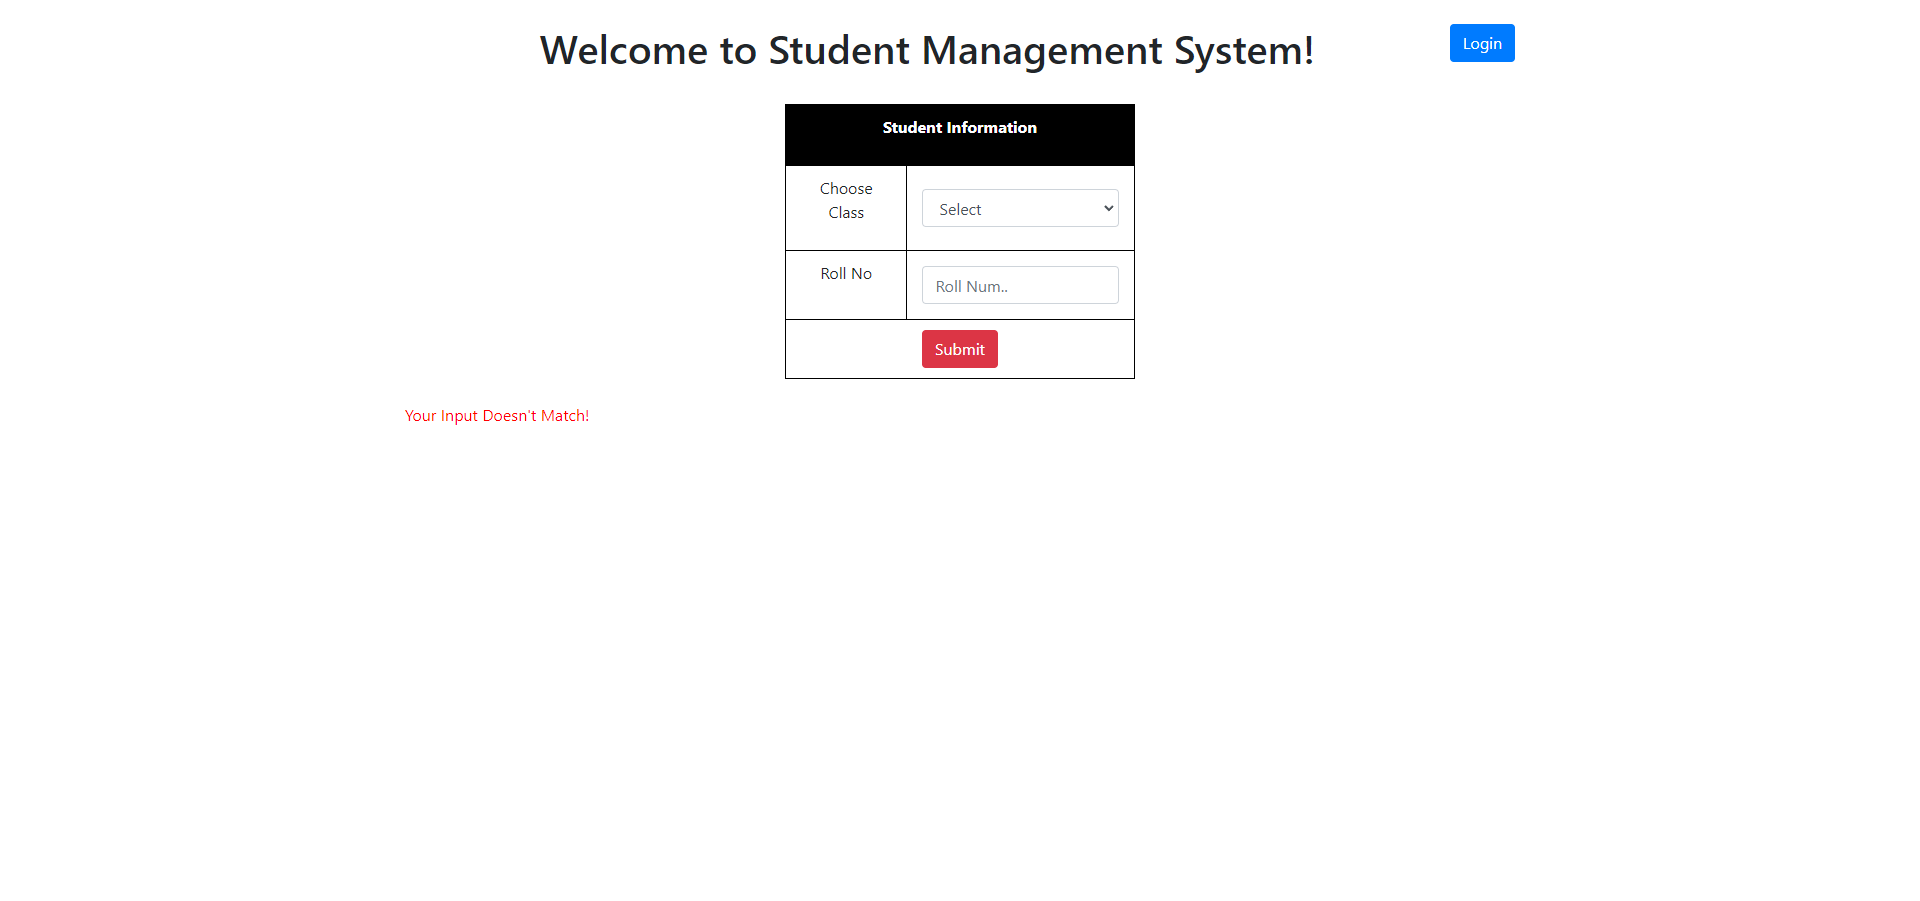 Welcome to Student Management System!
Login
Student Information
Choose
Class
Select
Roll No
Roll Num..
Submit
Your Input Doesn't Match!